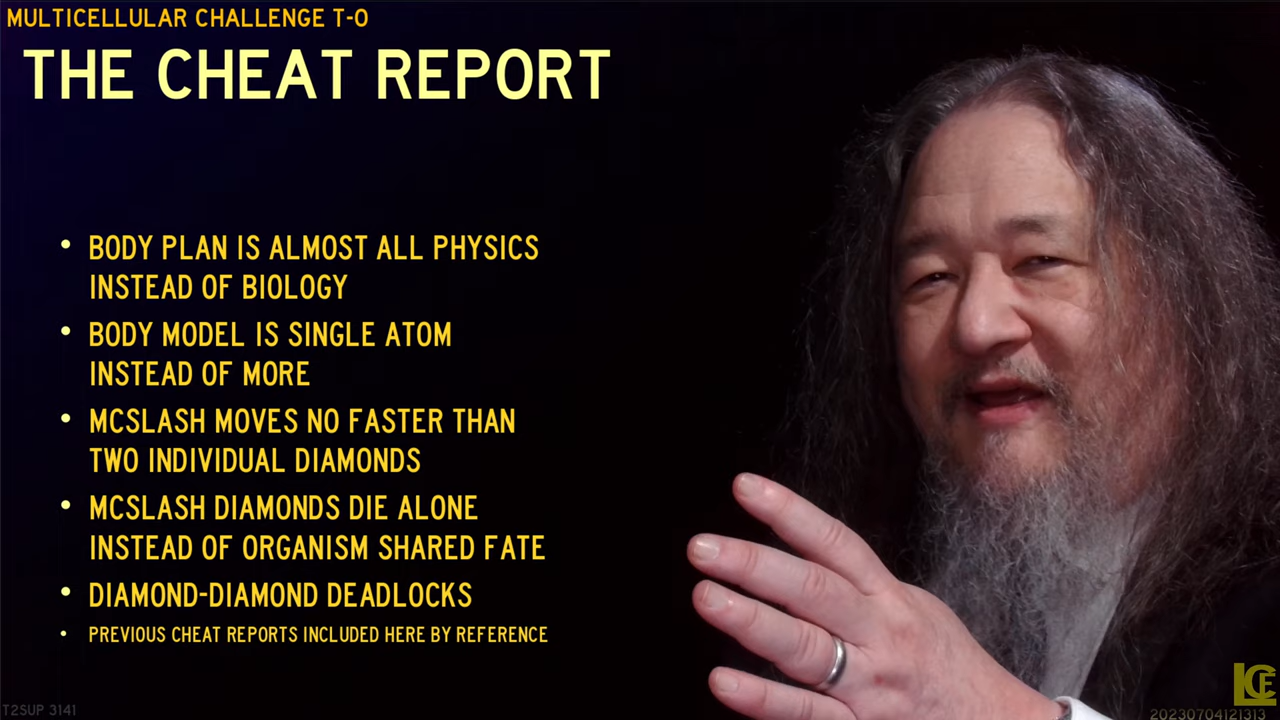 MULTICELLULAR CHALLENGE T-0
THE CHEAT REPORT
• BODY PLAN IS ALMOST ALL PHYSICS
INSTEAD OF BIOLOGY
• BODY MODEL IS SINGLE ATOM
INSTEAD OF MORE
• MCSLASH MOVES NO FASTER THAN
TWO INDIVIDUAL DIAMONDS
• MCSLASH DIAMONDS DIE ALONE
INSTEAD OF ORGANISM SHARED FATE
• DIAMOND-DIAMOND DEADLOCKS
• PREVIOUS CHEAT REPORTS INCLUDED HERE BY REFERENCE
T2SUP 3141
20230704121313